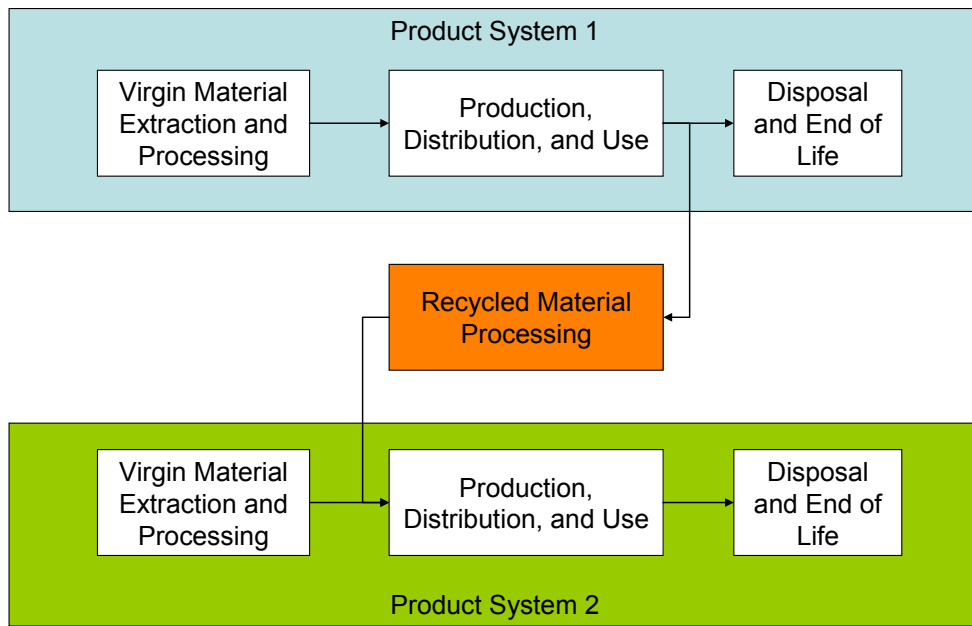 Product System 1
Virgin Material
Extraction and
Processing
Production,
Distribution, and Use
Disposal
and End of
Life
Recycled Material
Processing
Virgin Material
Extraction and
Processing
Production,
Distribution, and Use
Disposal
and End of
Life
Product System 2